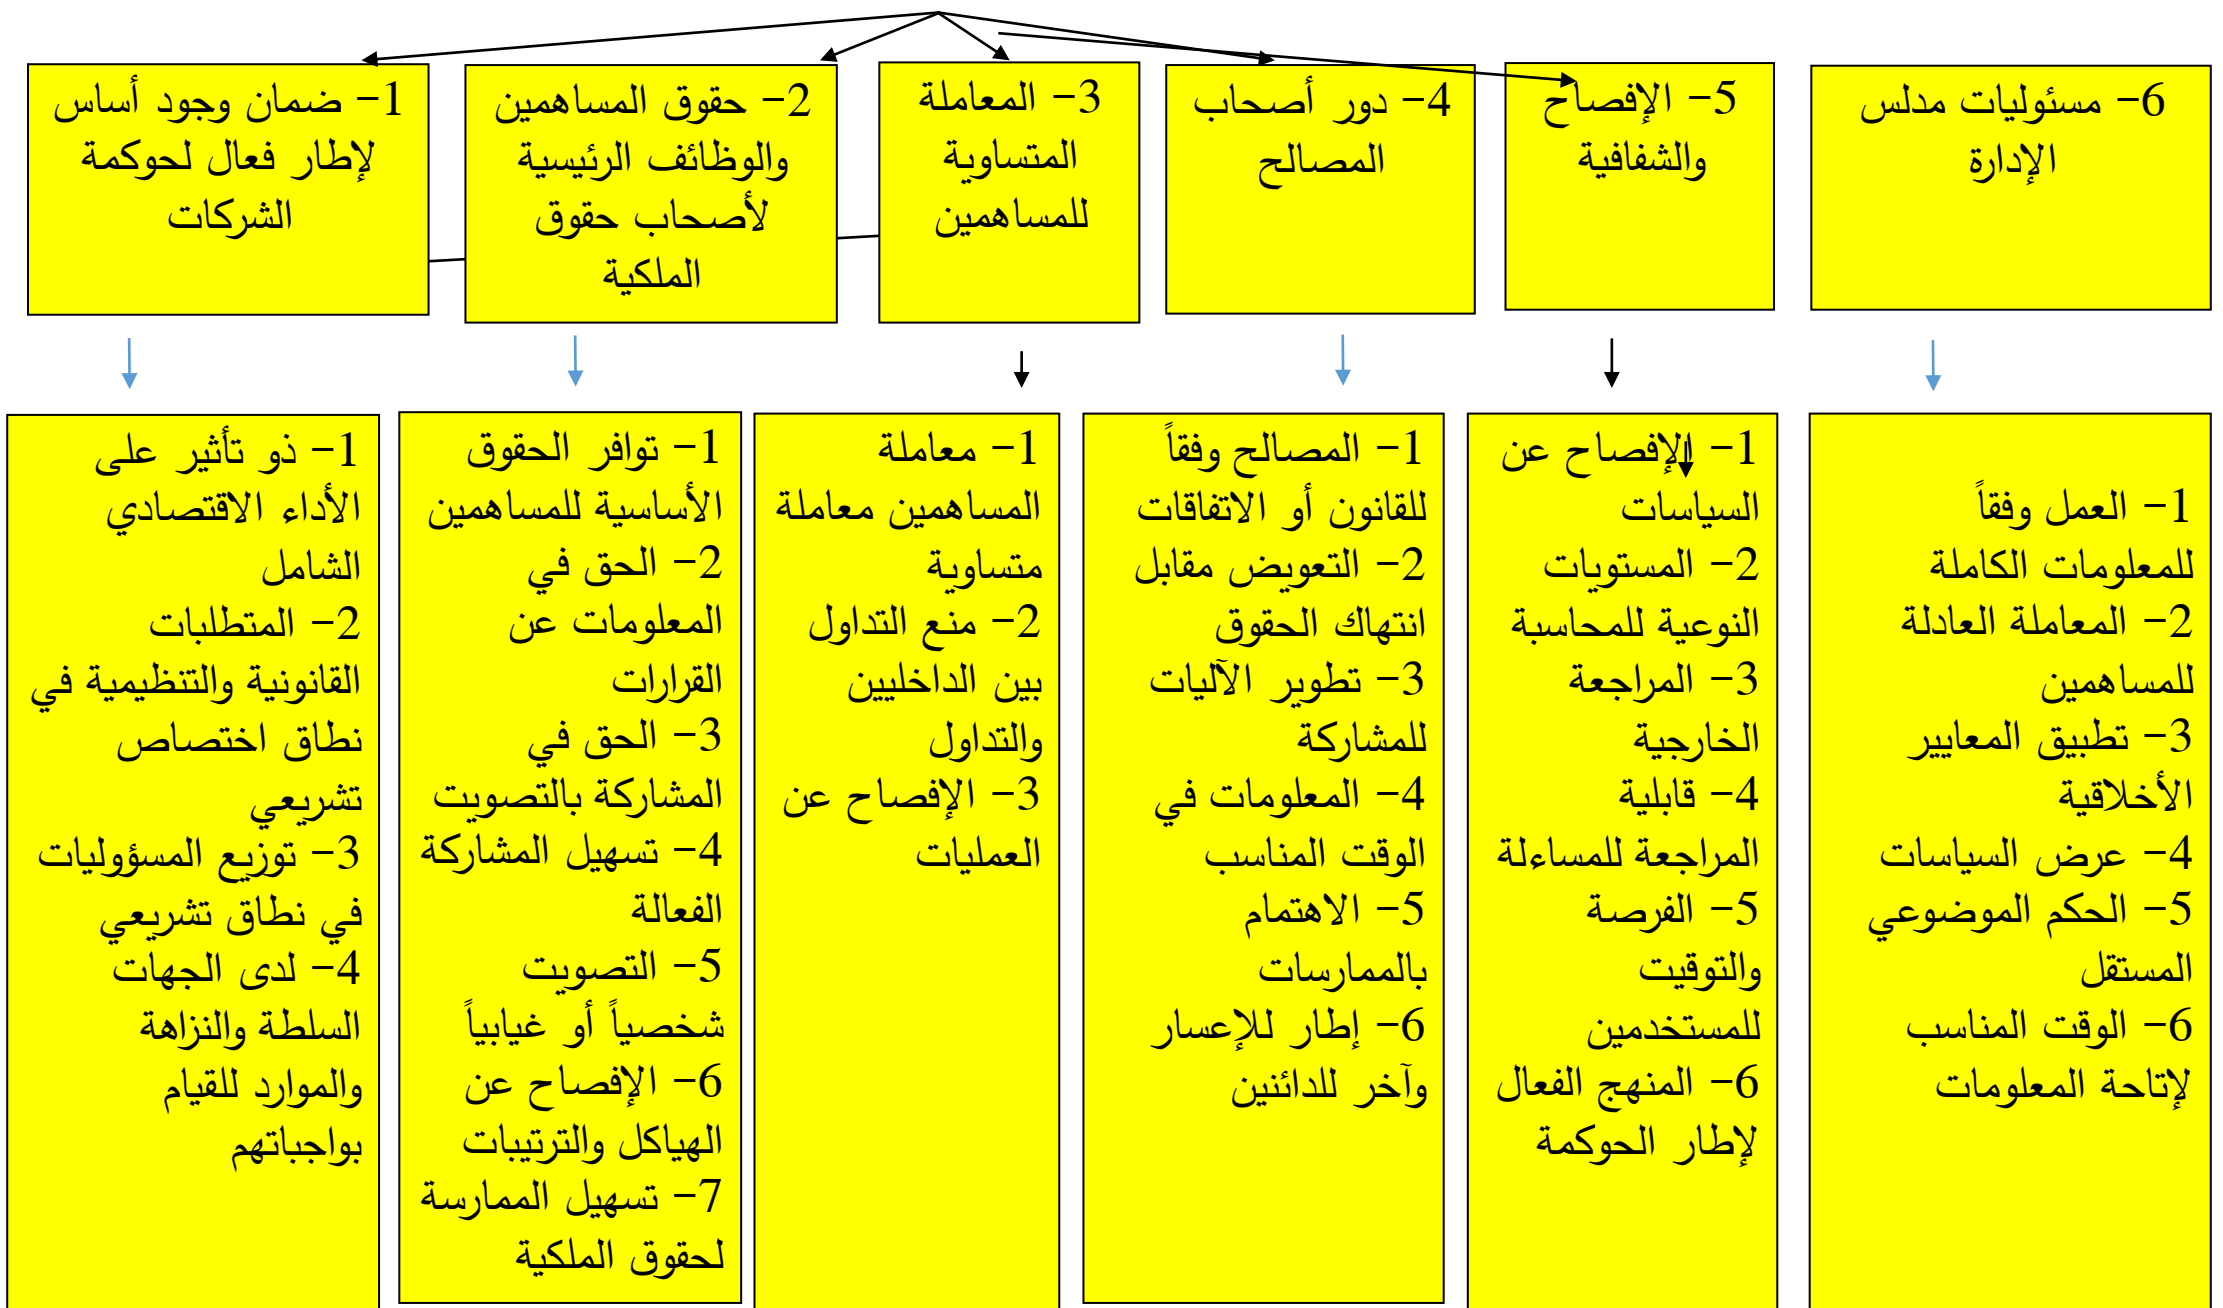 1- ضمان وجود أساس
لإطار فعال لحوكمة
الشركات
2- حقوق المساهمين
والوظائف الرئيسية
لأصحاب حقوق
الملكية
3- المعاملة
المتساوية
للمساهمين
4- دور أصحاب
المصالح
5- الإفصاح
والشفافية
6- مسئوليات مدلس
الإدارة
1- ذو تأثير على
الأداء الاقتصادي
الشامل
2- المتطلبات
القانونية والتنظيمية في
نطاق اختصاص
تشريعي
3- توزيع المسؤوليات
في نطاق تشريعي
4- لدى الجهات
السلطة والنزاهة
والموارد للقيام
بواجباتهم
1- توافر الحقوق
الأساسية للمساهمين
2- الحق في
المعلومات عن
القرارات
3- الحق في
المشاركة بالتصويت
4- تسهيل المشاركة
الفعالة
5- التصويت
شخصياً أو غيابياً
6- الإفصاح عن
الهياكل والترتيبات
7- تسهيل الممارسة
لحقوق الملكية
1- معاملة
المساهمين معاملة
متساوية
2- منع التداول
بين الداخليين
والتداول
3- الإفصاح عن
العمليات
1- المصالح وفقاً
للقانون أو الاتفاقات
2- التعويض مقابل
انتهاك الحقوق
3- تطوير الآليات
للمشاركة
4- المعلومات في
الوقت المناسب
5- الاهتمام
بالممارسات
6- إطار للإعسار
وآخر للدائنين
1- الإفصاح عن
السياسات
2- المستويات
النوعية للمحاسبة
3- المراجعة
الخارجية
4- قابلية
المراجعة للمساءلة
5- الفرصة
والتوقيت
للمستخدمين
6- المنهج الفعال
لإطار الحوكمة
1- العمل وفقاً
للمعلومات الكاملة
2- المعاملة العادلة
للمساهمين
3- تطبيق المعايير
الأخلاقية
4- عرض السياسات
5- الحكم الموضوعي
المستقل
6- الوقت المناسب
لإتاحة المعلومات